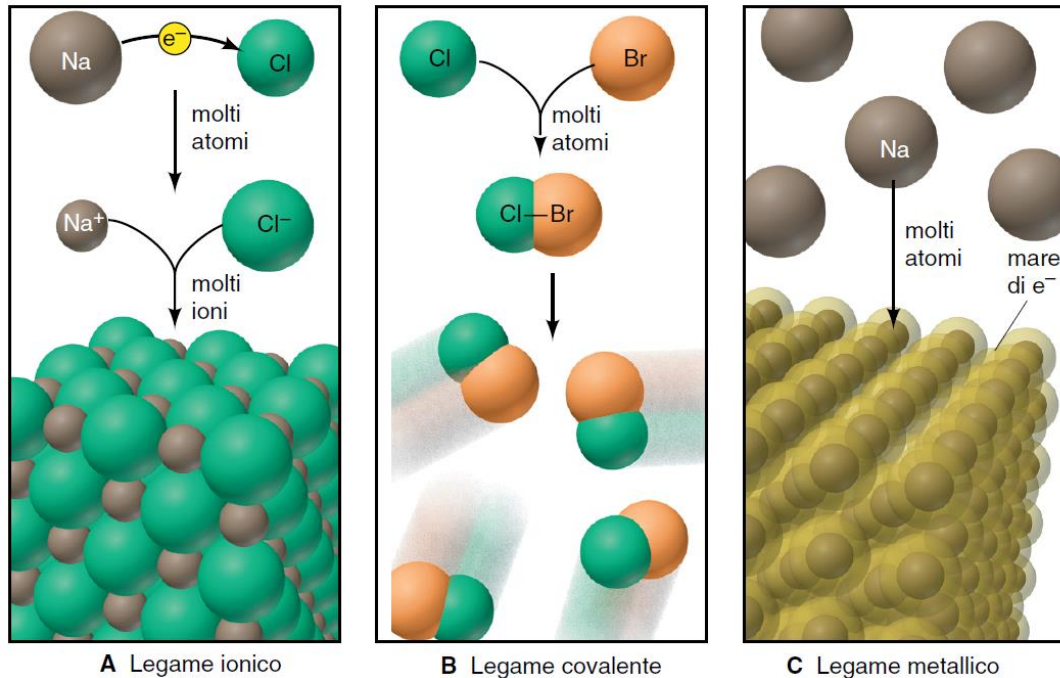 Na
e⁻
Cl
molti
atomi
Na⁺
Cl⁻
molti
ioni
A Legame ionico
Cl
Br
molti
atomi
Cl—Br
B Legame covalente
Na
molti
atomi
mare
di e⁻
C Legame metallico